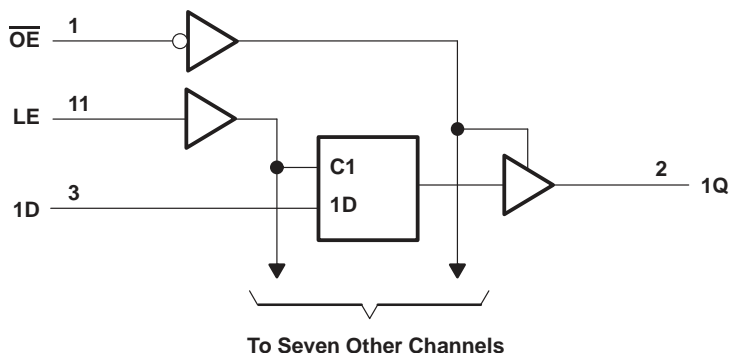 OE 1
LE 11
1D 3
C1
1D
2 1Q
To Seven Other Channels